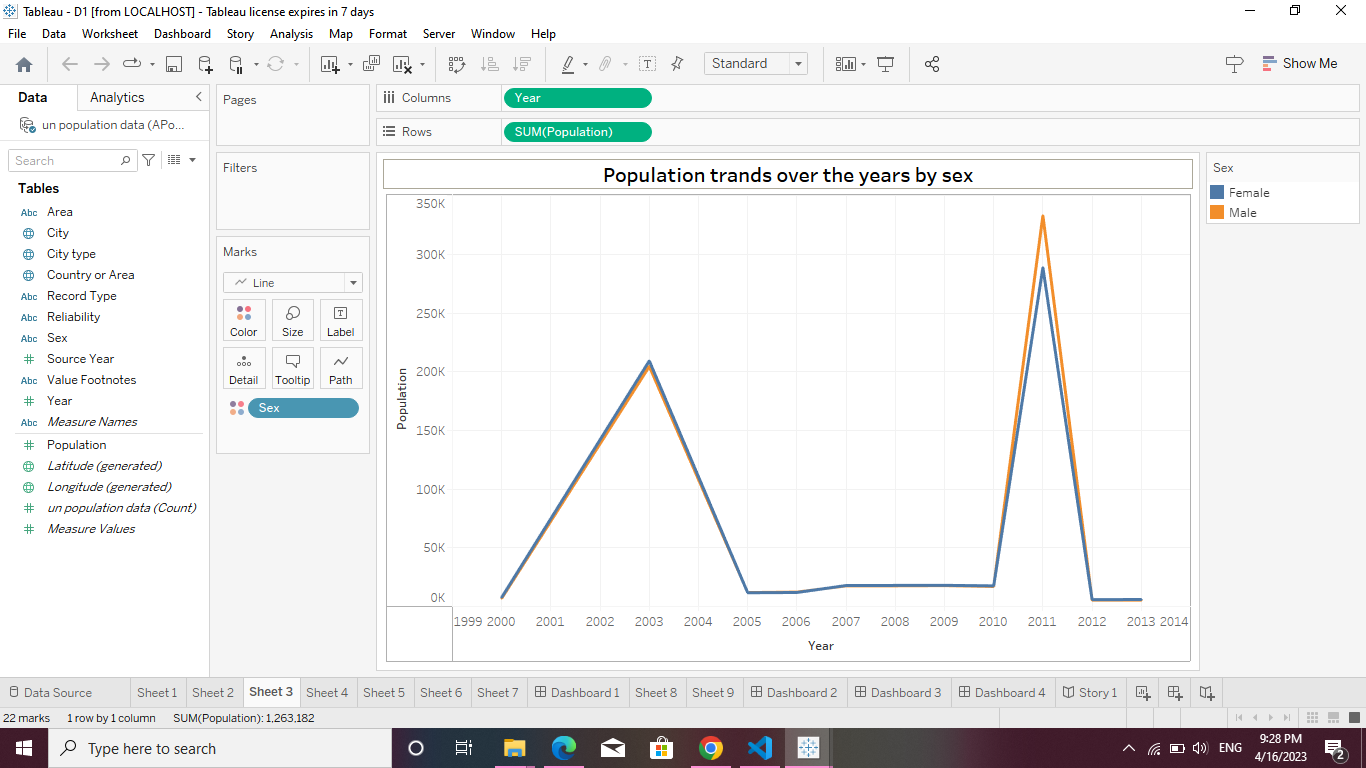 Tableau - D1 [from LOCALHOST] - Tableau license expires in 7 days
File Data Worksheet Dashboard Story Analysis Map Format Server Window Help
Standard
Show Me
Data Analytics
un population data (APo...
Search
Tables
Abc Area
City
City type
Country or Area
Abc Record Type
Abc Reliability
Abc Sex
Source Year
Abc Value Footnotes
Year
Abc Measure Names
Population
Latitude (generated)
Longitude (generated)
un population data (Count)
Measure Values
Pages
Filters
Marks
Line
Color Size Label
Detail Tooltip Path
Sex
Columns Year
Rows SUM(Population)
Population trands over the years by sex
350K
300K
250K
200K
150K
100K
50K
0K
Population
1999 2000 2001 2002 2003 2004 2005 2006 2007 2008 2009 2010 2011 2012 2013 2014
Year
Sex
Female
Male
Data Source Sheet 1 Sheet 2 Sheet 3 Sheet 4 Sheet 5 Sheet 6 Sheet 7 Dashboard 1 Sheet 8 Sheet 9 Dashboard 2 Dashboard 3 Dashboard 4 Story 1
22 marks 1 row by 1 column SUM(Population): 1,263,182
Type here to search
ENG
9:28 PM
4/16/2023
2